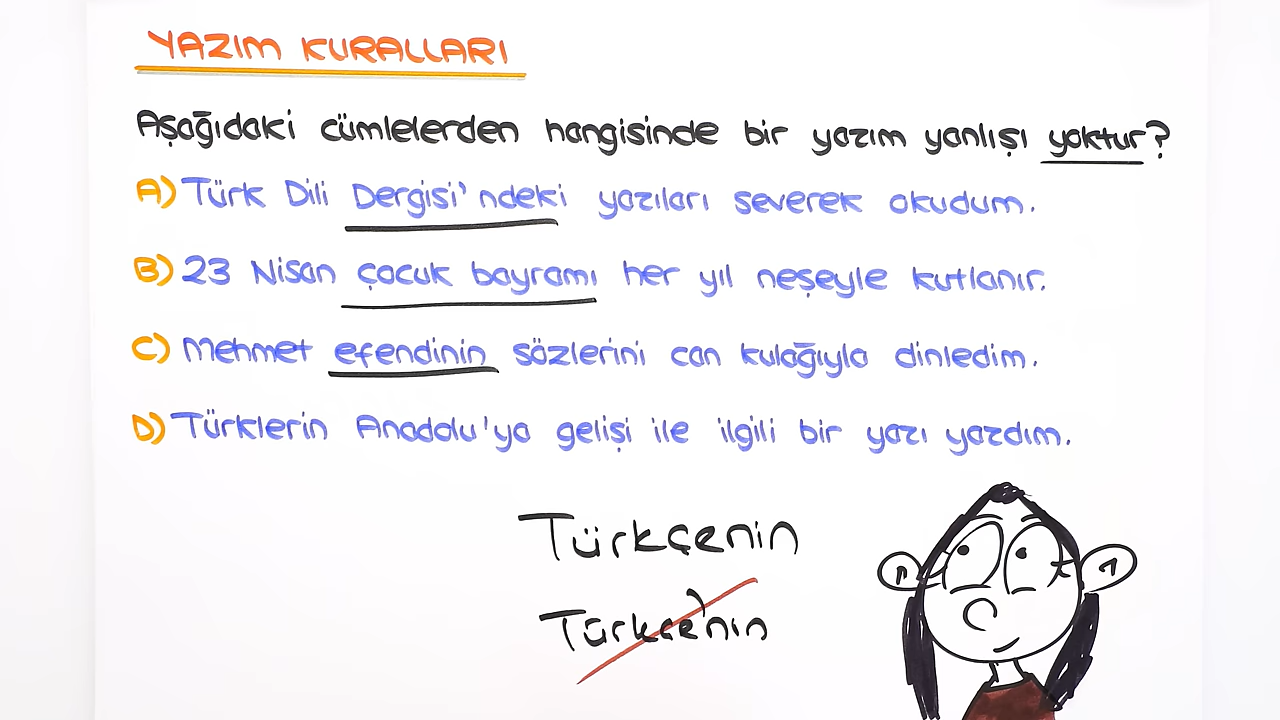 YAZIM KURALLARI
Aşağıdaki cümlelerden hangisinde bir yazım yanlışı yoktur?
A) Türk Dili Dergisi'ndeki yazıları severek okudum.
B) 23 Nisan çocuk bayramı her yıl neşeyle kutlanır.
C) Mehmet efendinin sözlerini can kulağıyla dinledim.
D) Türklerin Anadolu'ya gelişi ile ilgili bir yazı yazdım.
Türkçenin
Türkçe'nin